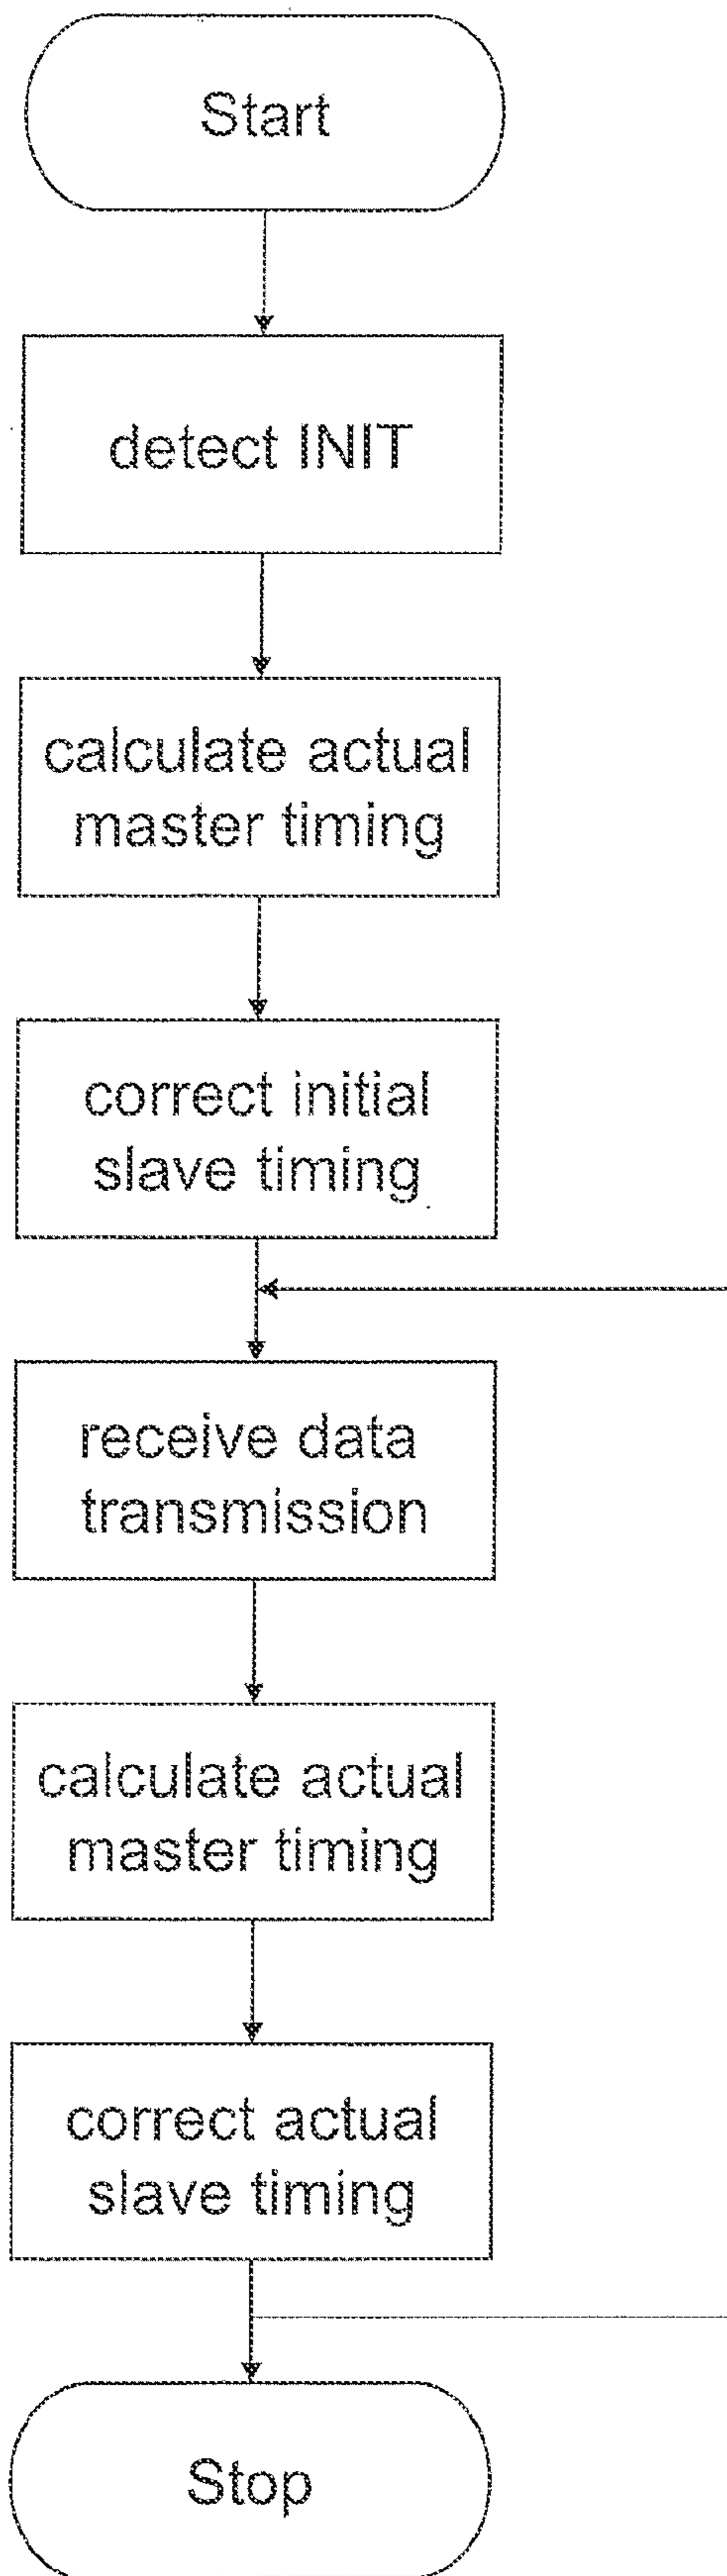 Start
detect INIT
calculate actual
master timing
correct initial
slave timing
receive data
transmission
calculate actual
master timing
correct actual
slave timing
Stop